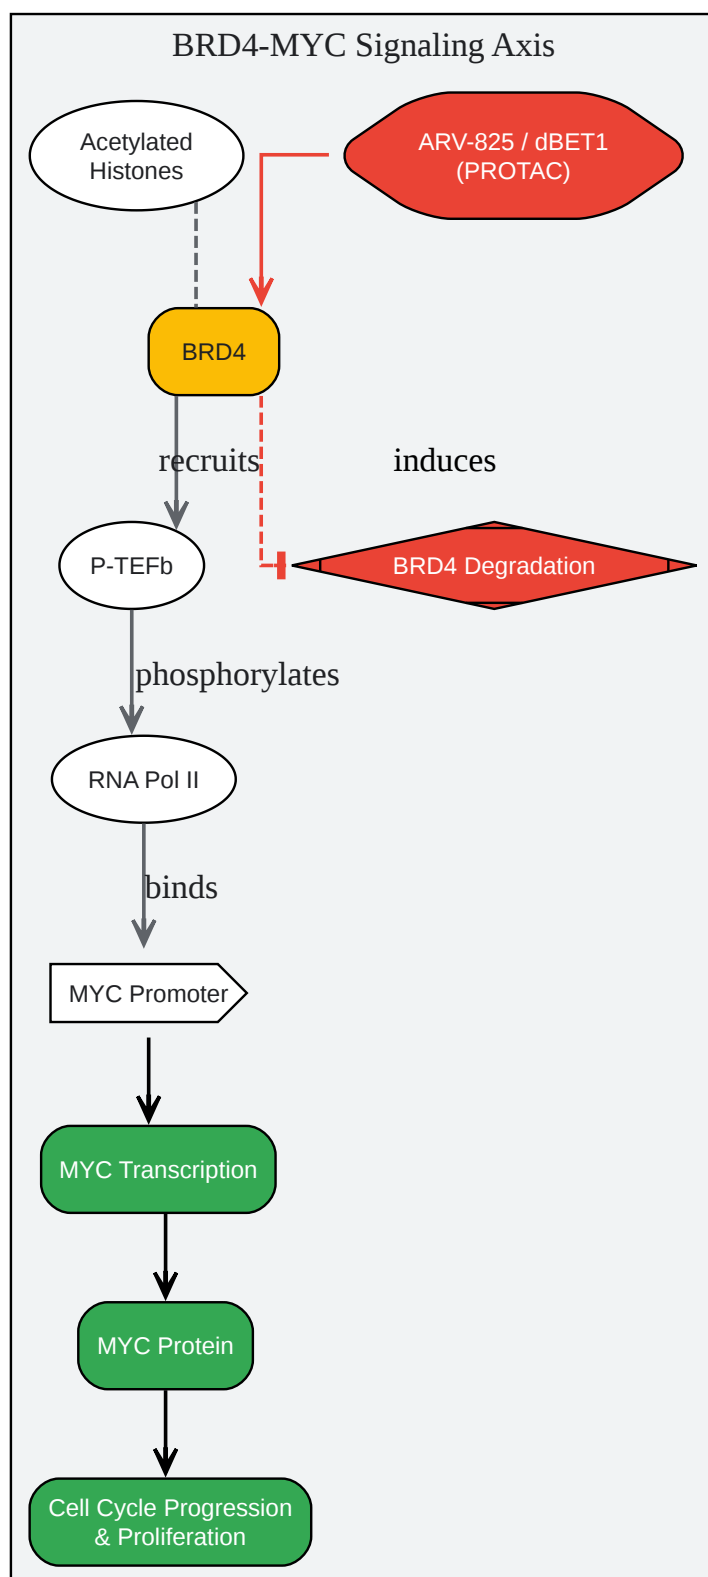 BRD4-MYC Signaling Axis
Acetylated
Histones
ARV-825 / dBET1
(PROTAC)
BRD4
recruits
induces
P-TEFb
BRD4 Degradation
phosphorylates
RNA Pol II
binds
MYC Promoter
MYC Transcription
MYC Protein
Cell Cycle Progression
& Proliferation